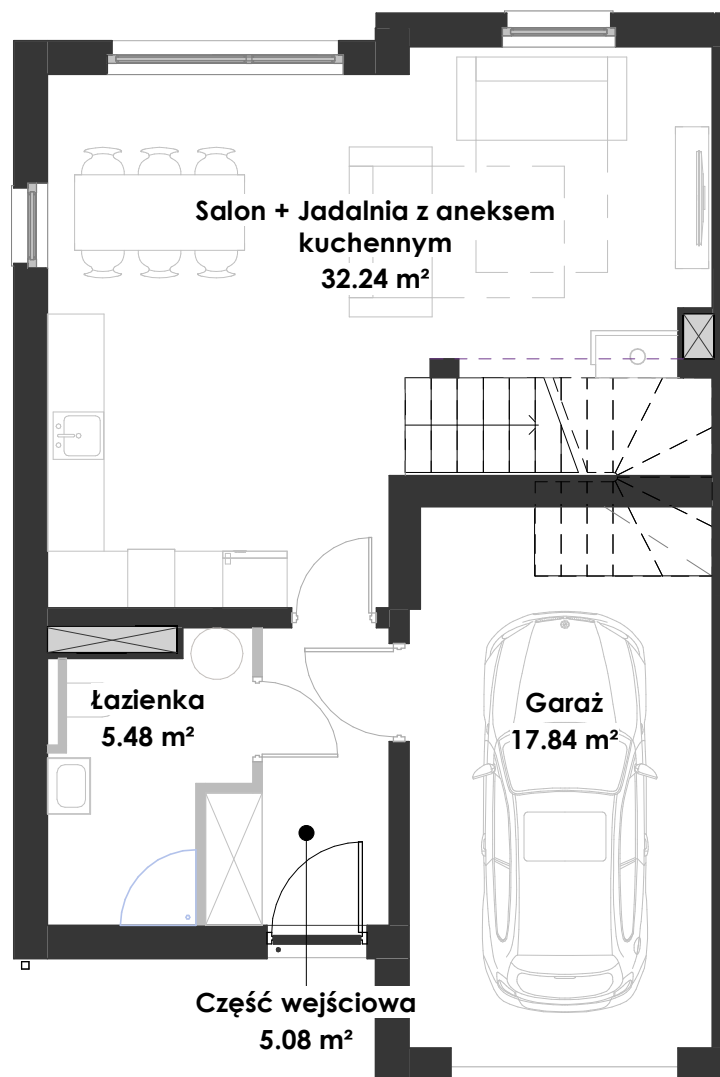 Salon + Jadalnia z aneksem
kuchennym
32.24 m²
Łazienka
5.48 m²
Garaż
17.84 m²
Część wejściowa
5.08 m²